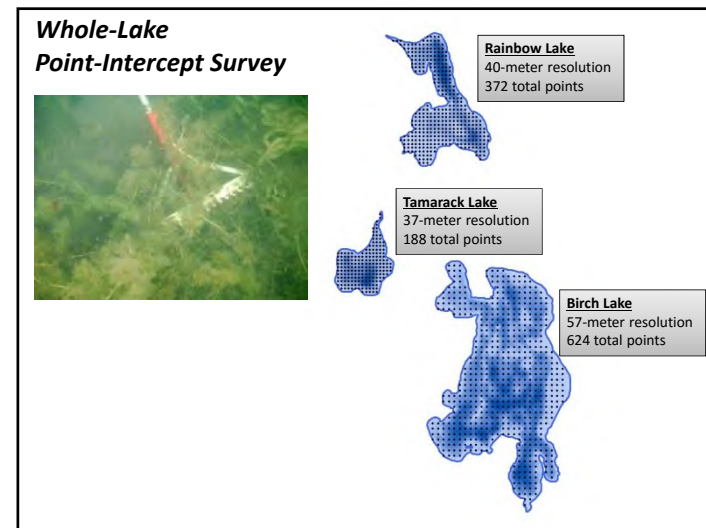 Whole-Lake
Point-Intercept Survey
Rainbow Lake
40-meter resolution
372 total points
Tamarack Lake
37-meter resolution
188 total points
Birch Lake
57-meter resolution
624 total points